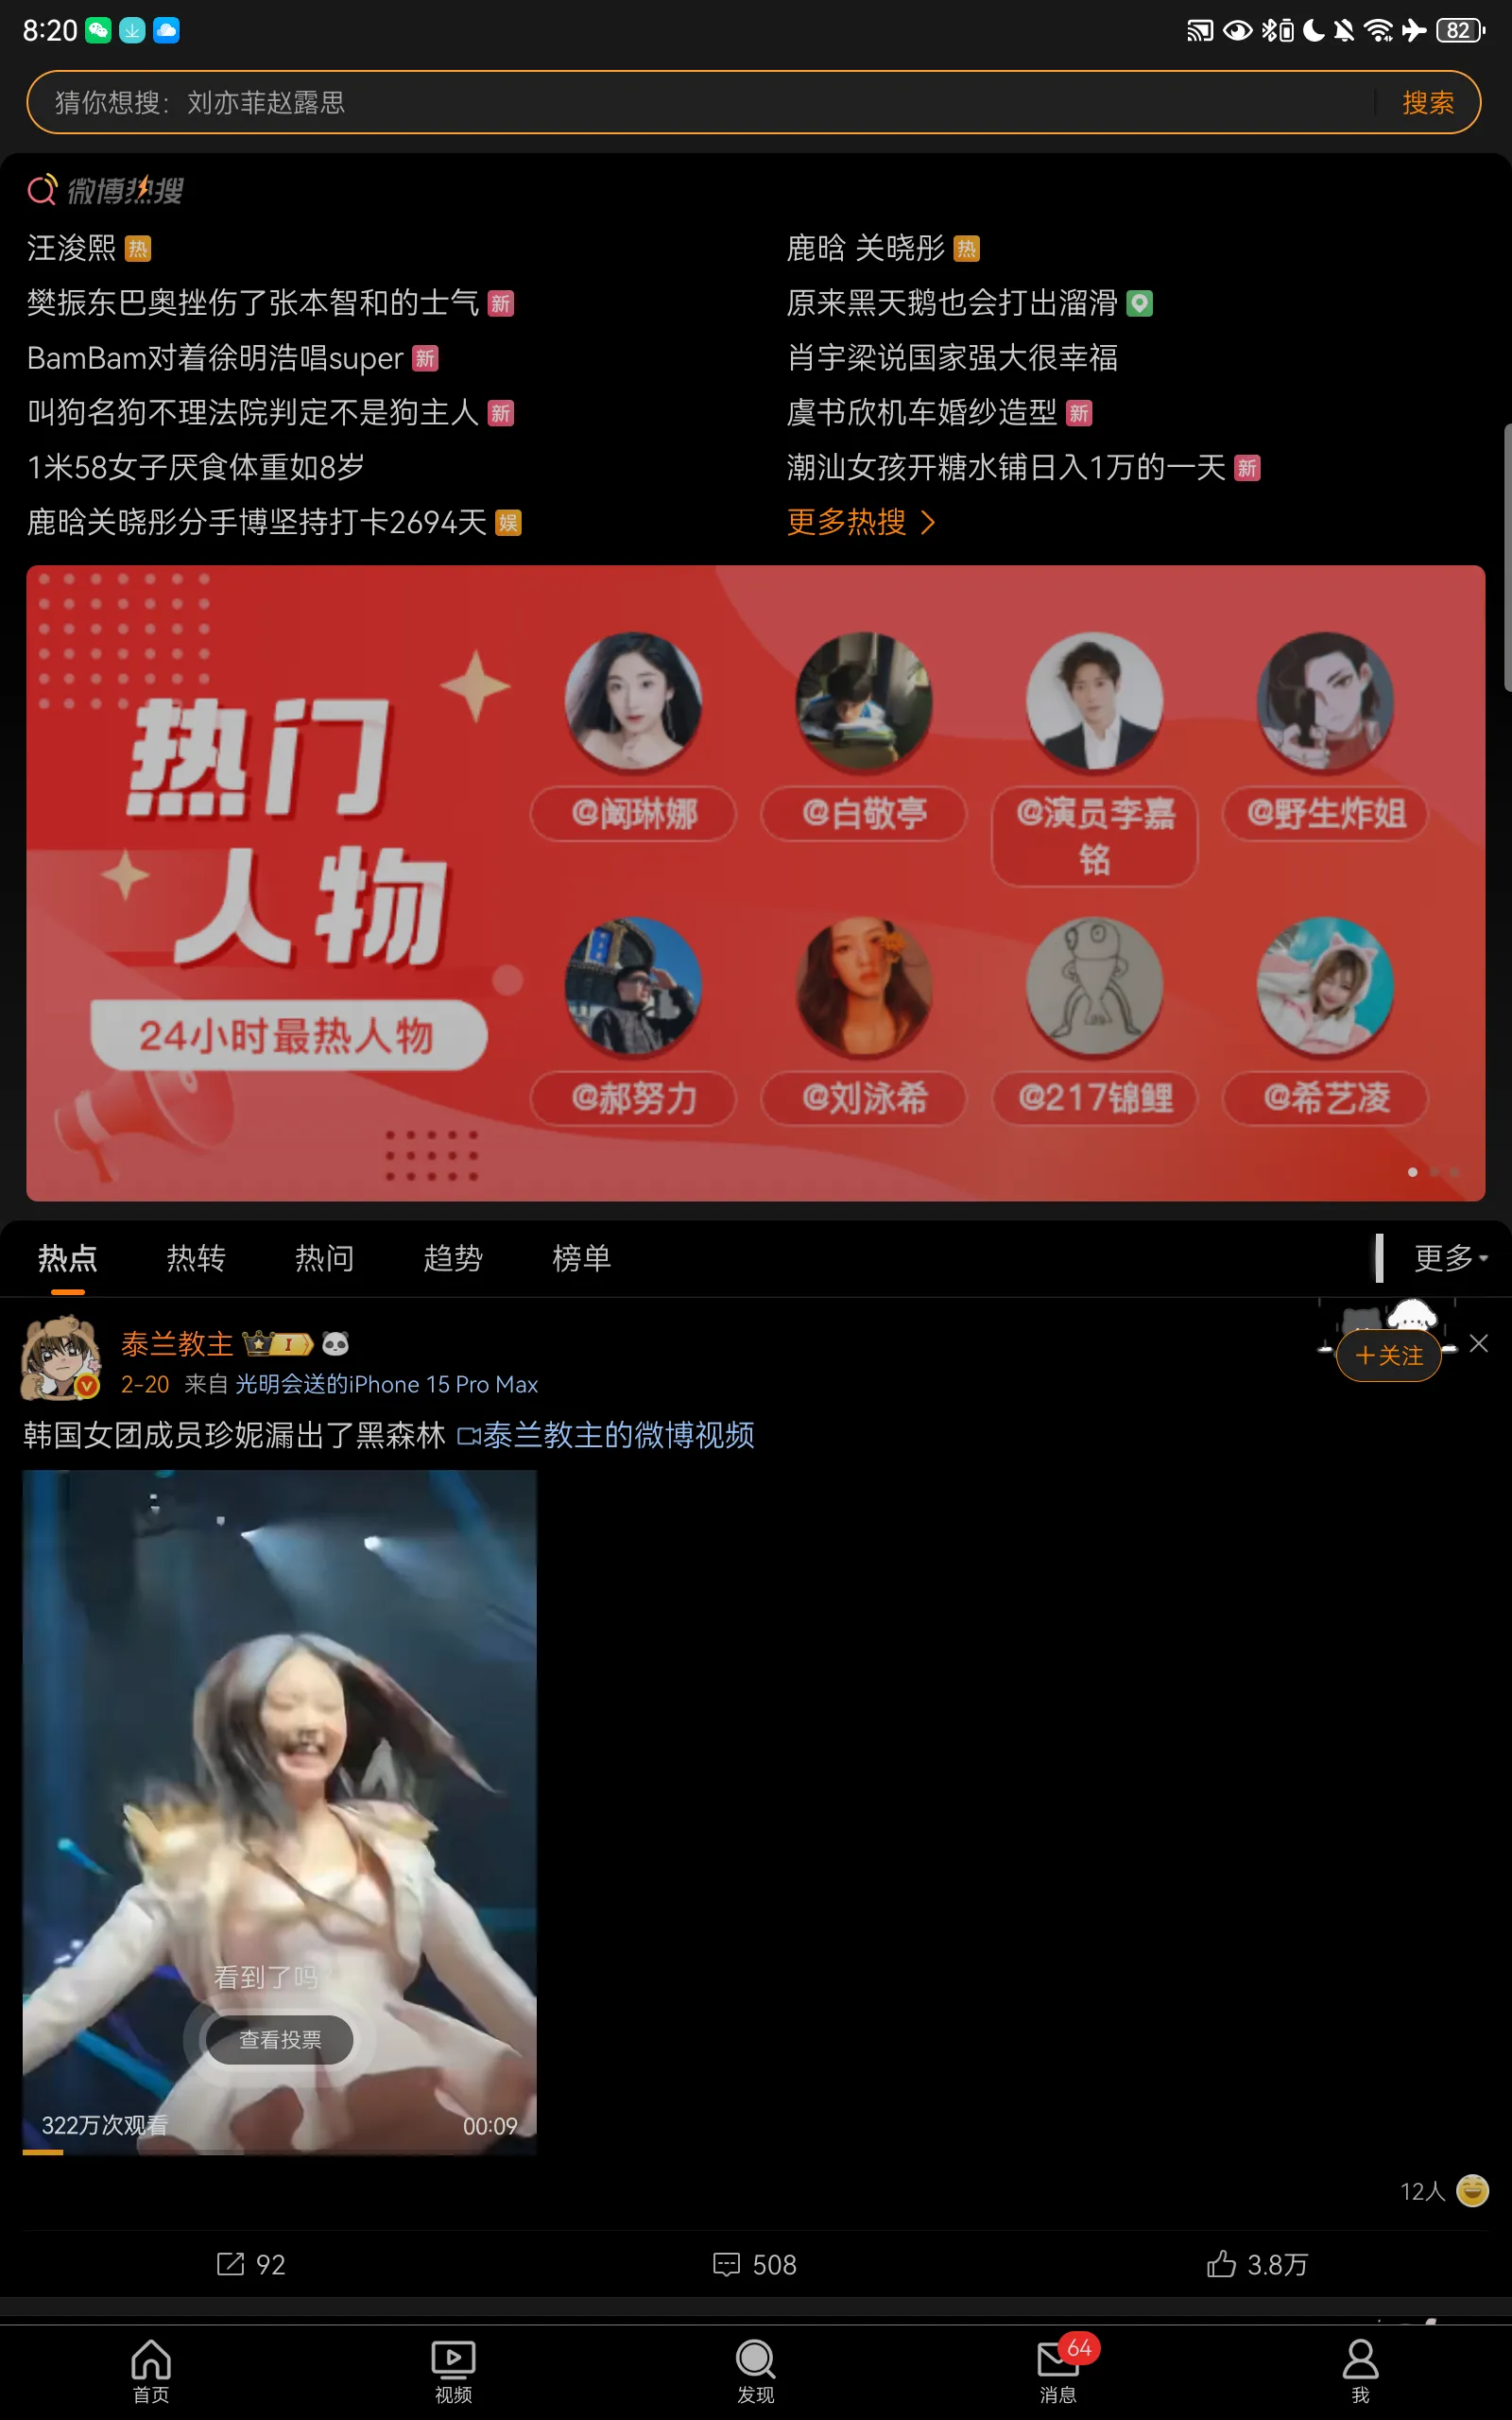 8:20
82
猜你想搜：刘亦菲赵露思
搜索
微博热搜
汪浚熙 热
鹿晗 关晓彤 热
樊振东巴奥挫伤了张本智和的士气 新
原来黑天鹅也会打出溜滑
BamBam对着徐明浩唱super 新
肖宇梁说国家强大很幸福
叫狗名狗不理法院判定不是狗主人 新
虞书欣机车婚纱造型 新
1米58女子厌食体重如8岁
潮汕女孩开糖水铺日入1万的一天 新
鹿晗关晓彤分手博坚持打卡2694天 娱
更多热搜
热门
人物
24小时最热人物
@阚琳娜
@白敬亭
@演员李嘉
铭
@野生炸姐
@郝努力
@刘泳希
@217锦鲤
@希艺凌
热点
热转
热问
趋势
榜单
更多
泰兰教主
I
+关注
2-20 来自 光明会送的iPhone 15 Pro Max
韩国女团成员珍妮漏出了黑森林 泰兰教主的微博视频
看到了吗
查看投票
322万次观看
00:09
12人
92
508
3.8万
首页
视频
发现
64
消息
我